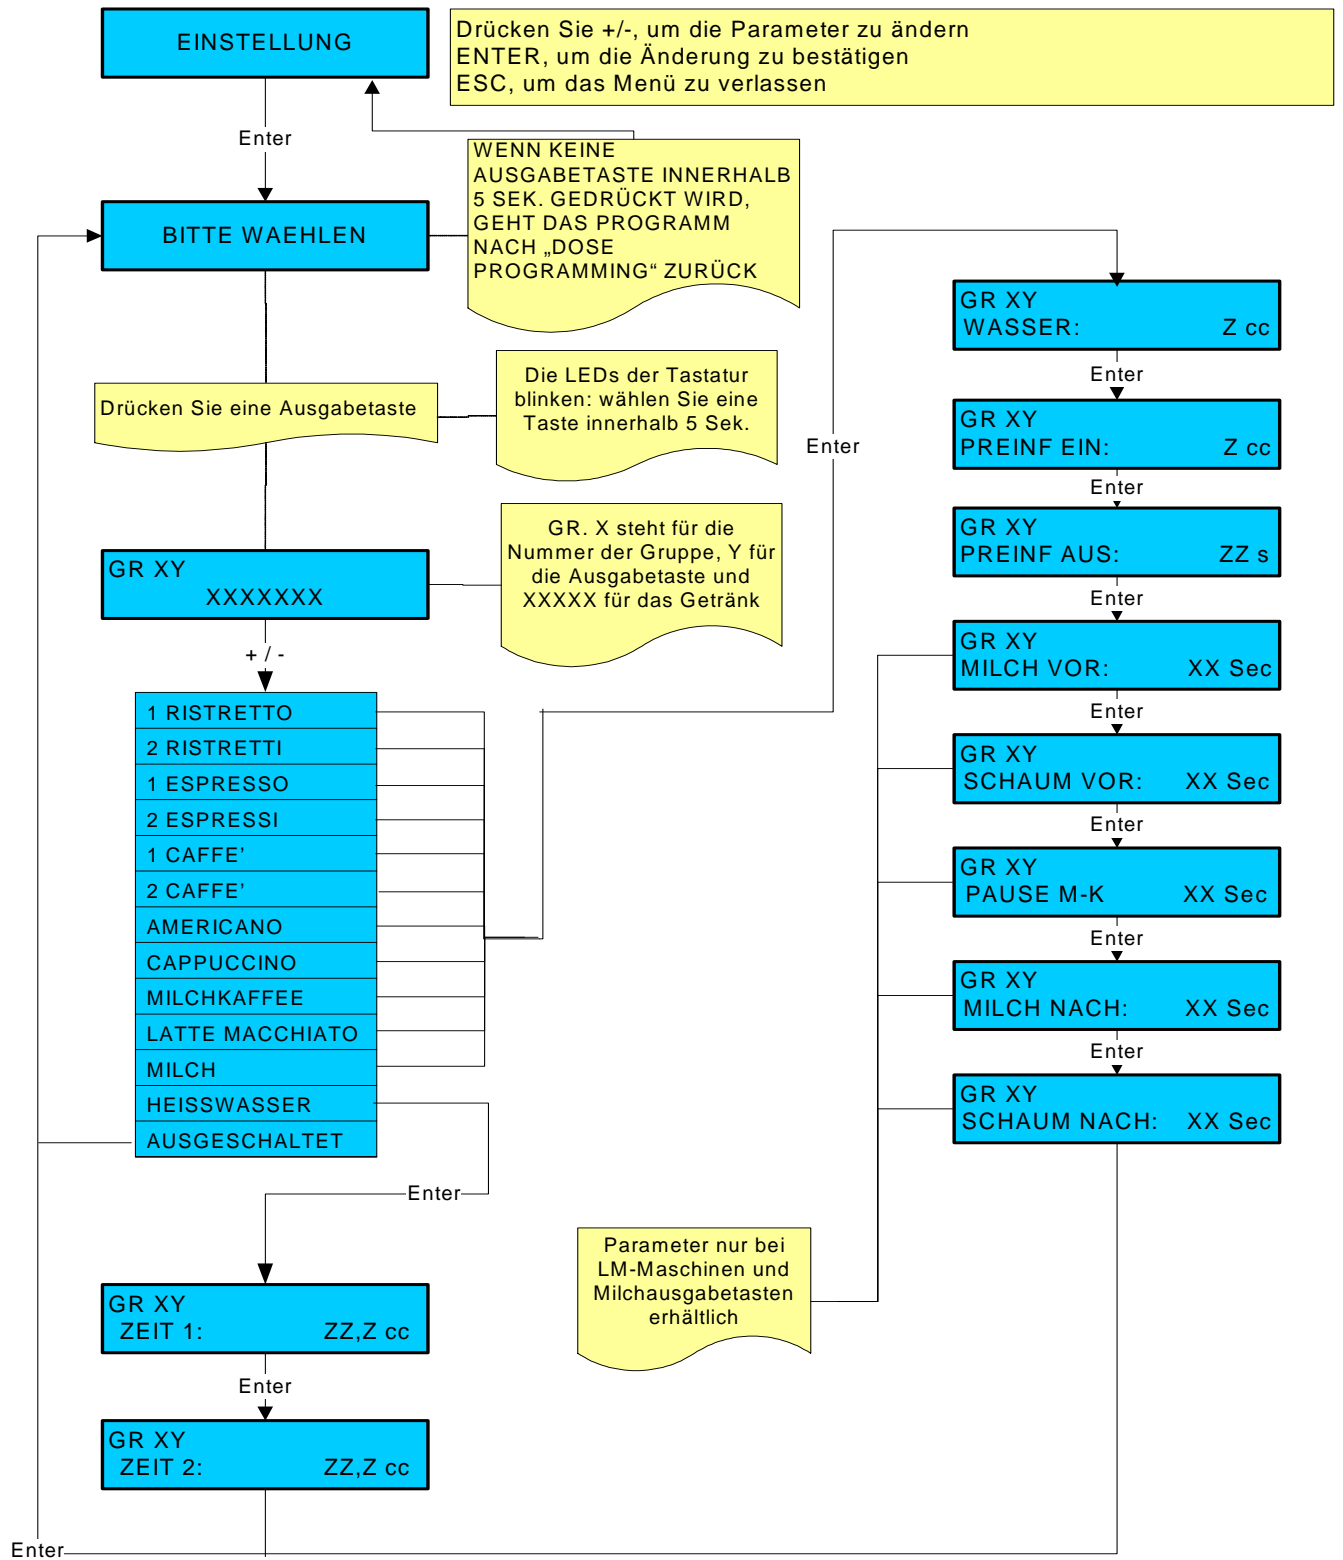 EINSTELLUNG
Drücken Sie +/-, um die Parameter zu ändern
ENTER, um die Änderung zu bestätigen
ESC, um das Menü zu verlassen
Enter
WENN KEINE
AUSGABETASTE INNERHALB
5 SEK. GEDRÜCKT WIRD,
GEHT DAS PROGRAMM
NACH „DOSE
PROGRAMMING“ ZURÜCK
BITTE WAEHLEN
Drücken Sie eine Ausgabetaste
Die LEDs der Tastatur
blinken: wählen Sie eine
Taste innerhalb 5 Sek.
GR XY
XXXXXXX
GR. X steht für die
Nummer der Gruppe, Y für
die Ausgabetaste und
XXXXX für das Getränk
+ / -
1 RISTRETTO
2 RISTRETTI
1 ESPRESSO
2 ESPRESSI
1 CAFFE’
2 CAFFE’
AMERICANO
CAPPUCCINO
MILCHKAFFEE
LATTE MACCHIATO
MILCH
HEISSWASSER
AUSGESCHALTET
Enter
GR XY
ZEIT 1: ZZ,Z cc
Enter
GR XY
ZEIT 2: ZZ,Z cc
Enter
Enter
GR XY
WASSER: Z cc
Enter
GR XY
PREINF EIN: Z cc
Enter
GR XY
PREINF AUS: ZZ s
Enter
GR XY
MILCH VOR: XX Sec
Enter
GR XY
SCHAUM VOR: XX Sec
Enter
GR XY
PAUSE M-K XX Sec
Enter
GR XY
MILCH NACH: XX Sec
Enter
GR XY
SCHAUM NACH: XX Sec
Parameter nur bei
LM-Maschinen und
Milchausgabetasten
erhältlich